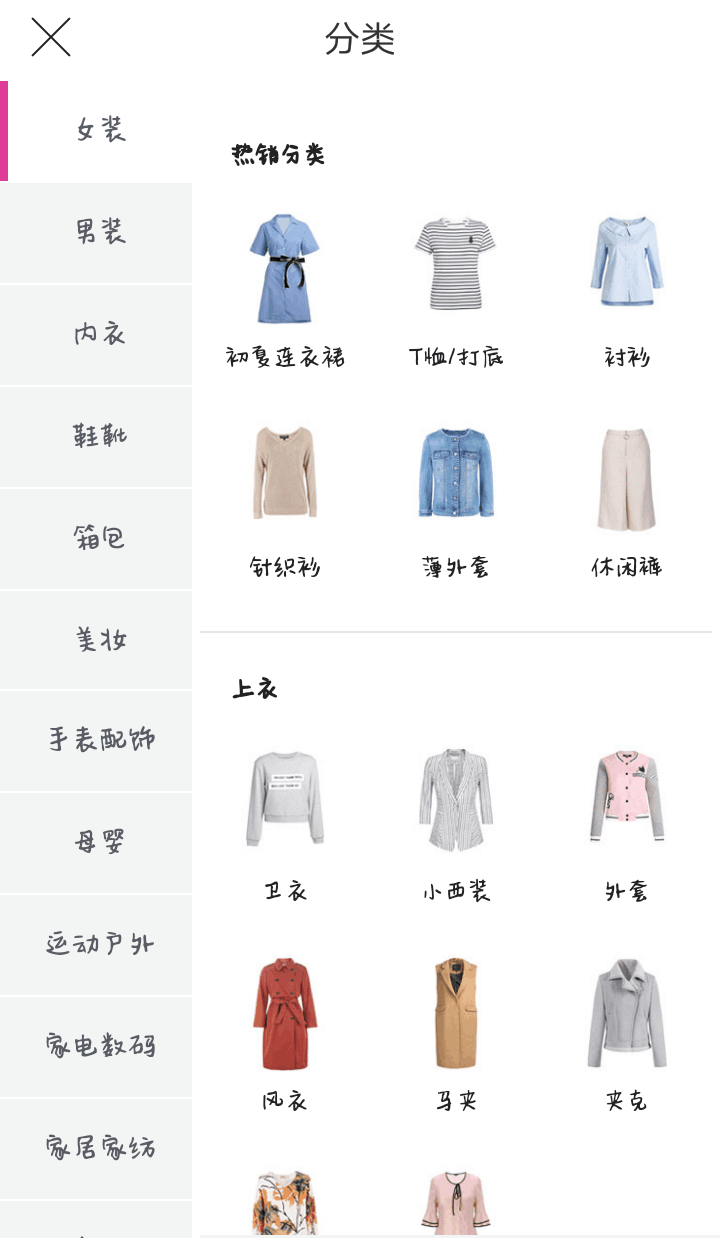 分类
女装
男装
内衣
鞋靴
箱包
美妆
手表配饰
母婴
运动户外
家电数码
家居家纺
热销分类
初夏连衣裙
T恤/打底
衬衫
针织衫
薄外套
休闲裤
上衣
卫衣
小西装
外套
风衣
马夹
夹克